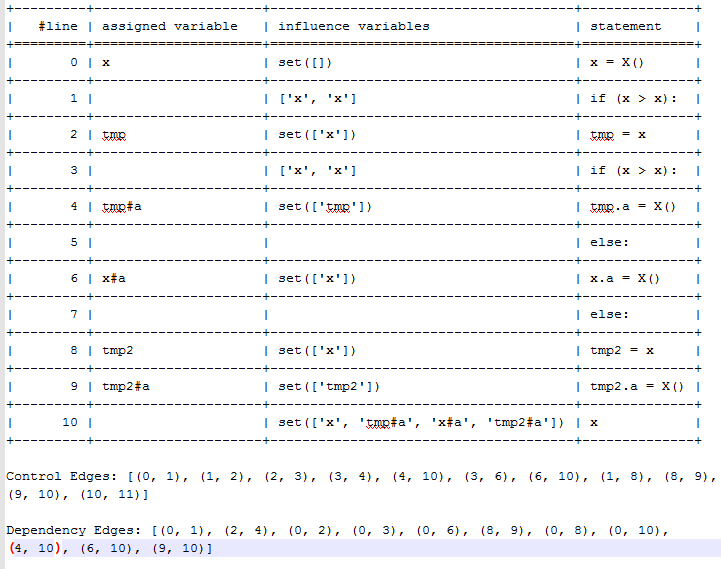 #line | assigned variable | influence variables | statement |
0 | x | set([]) | x = X() |
1 | | ['x', 'x'] | if (x > x): |
2 | tmp | set(['x']) | tmp = x |
3 | | ['x', 'x'] | if (x > x): |
4 | tmp#a | set(['tmp']) | tmp.a = X() |
5 | | | else: |
6 | x#a | set(['x']) | x.a = X() |
7 | | | else: |
8 | tmp2 | set(['x']) | tmp2 = x |
9 | tmp2#a | set(['tmp2']) | tmp2.a = X() |
10 | | set(['x', 'tmp#a', 'x#a', 'tmp2#a']) | x |
Control Edges: [(0, 1), (1, 2), (2, 3), (3, 4), (4, 10), (3, 6), (6, 10), (1, 8), (8, 9),
(9, 10), (10, 11)]
Dependency Edges: [(0, 1), (2, 4), (0, 2), (0, 3), (0, 6), (8, 9), (0, 8), (0, 10),
(4, 10), (6, 10), (9, 10)]